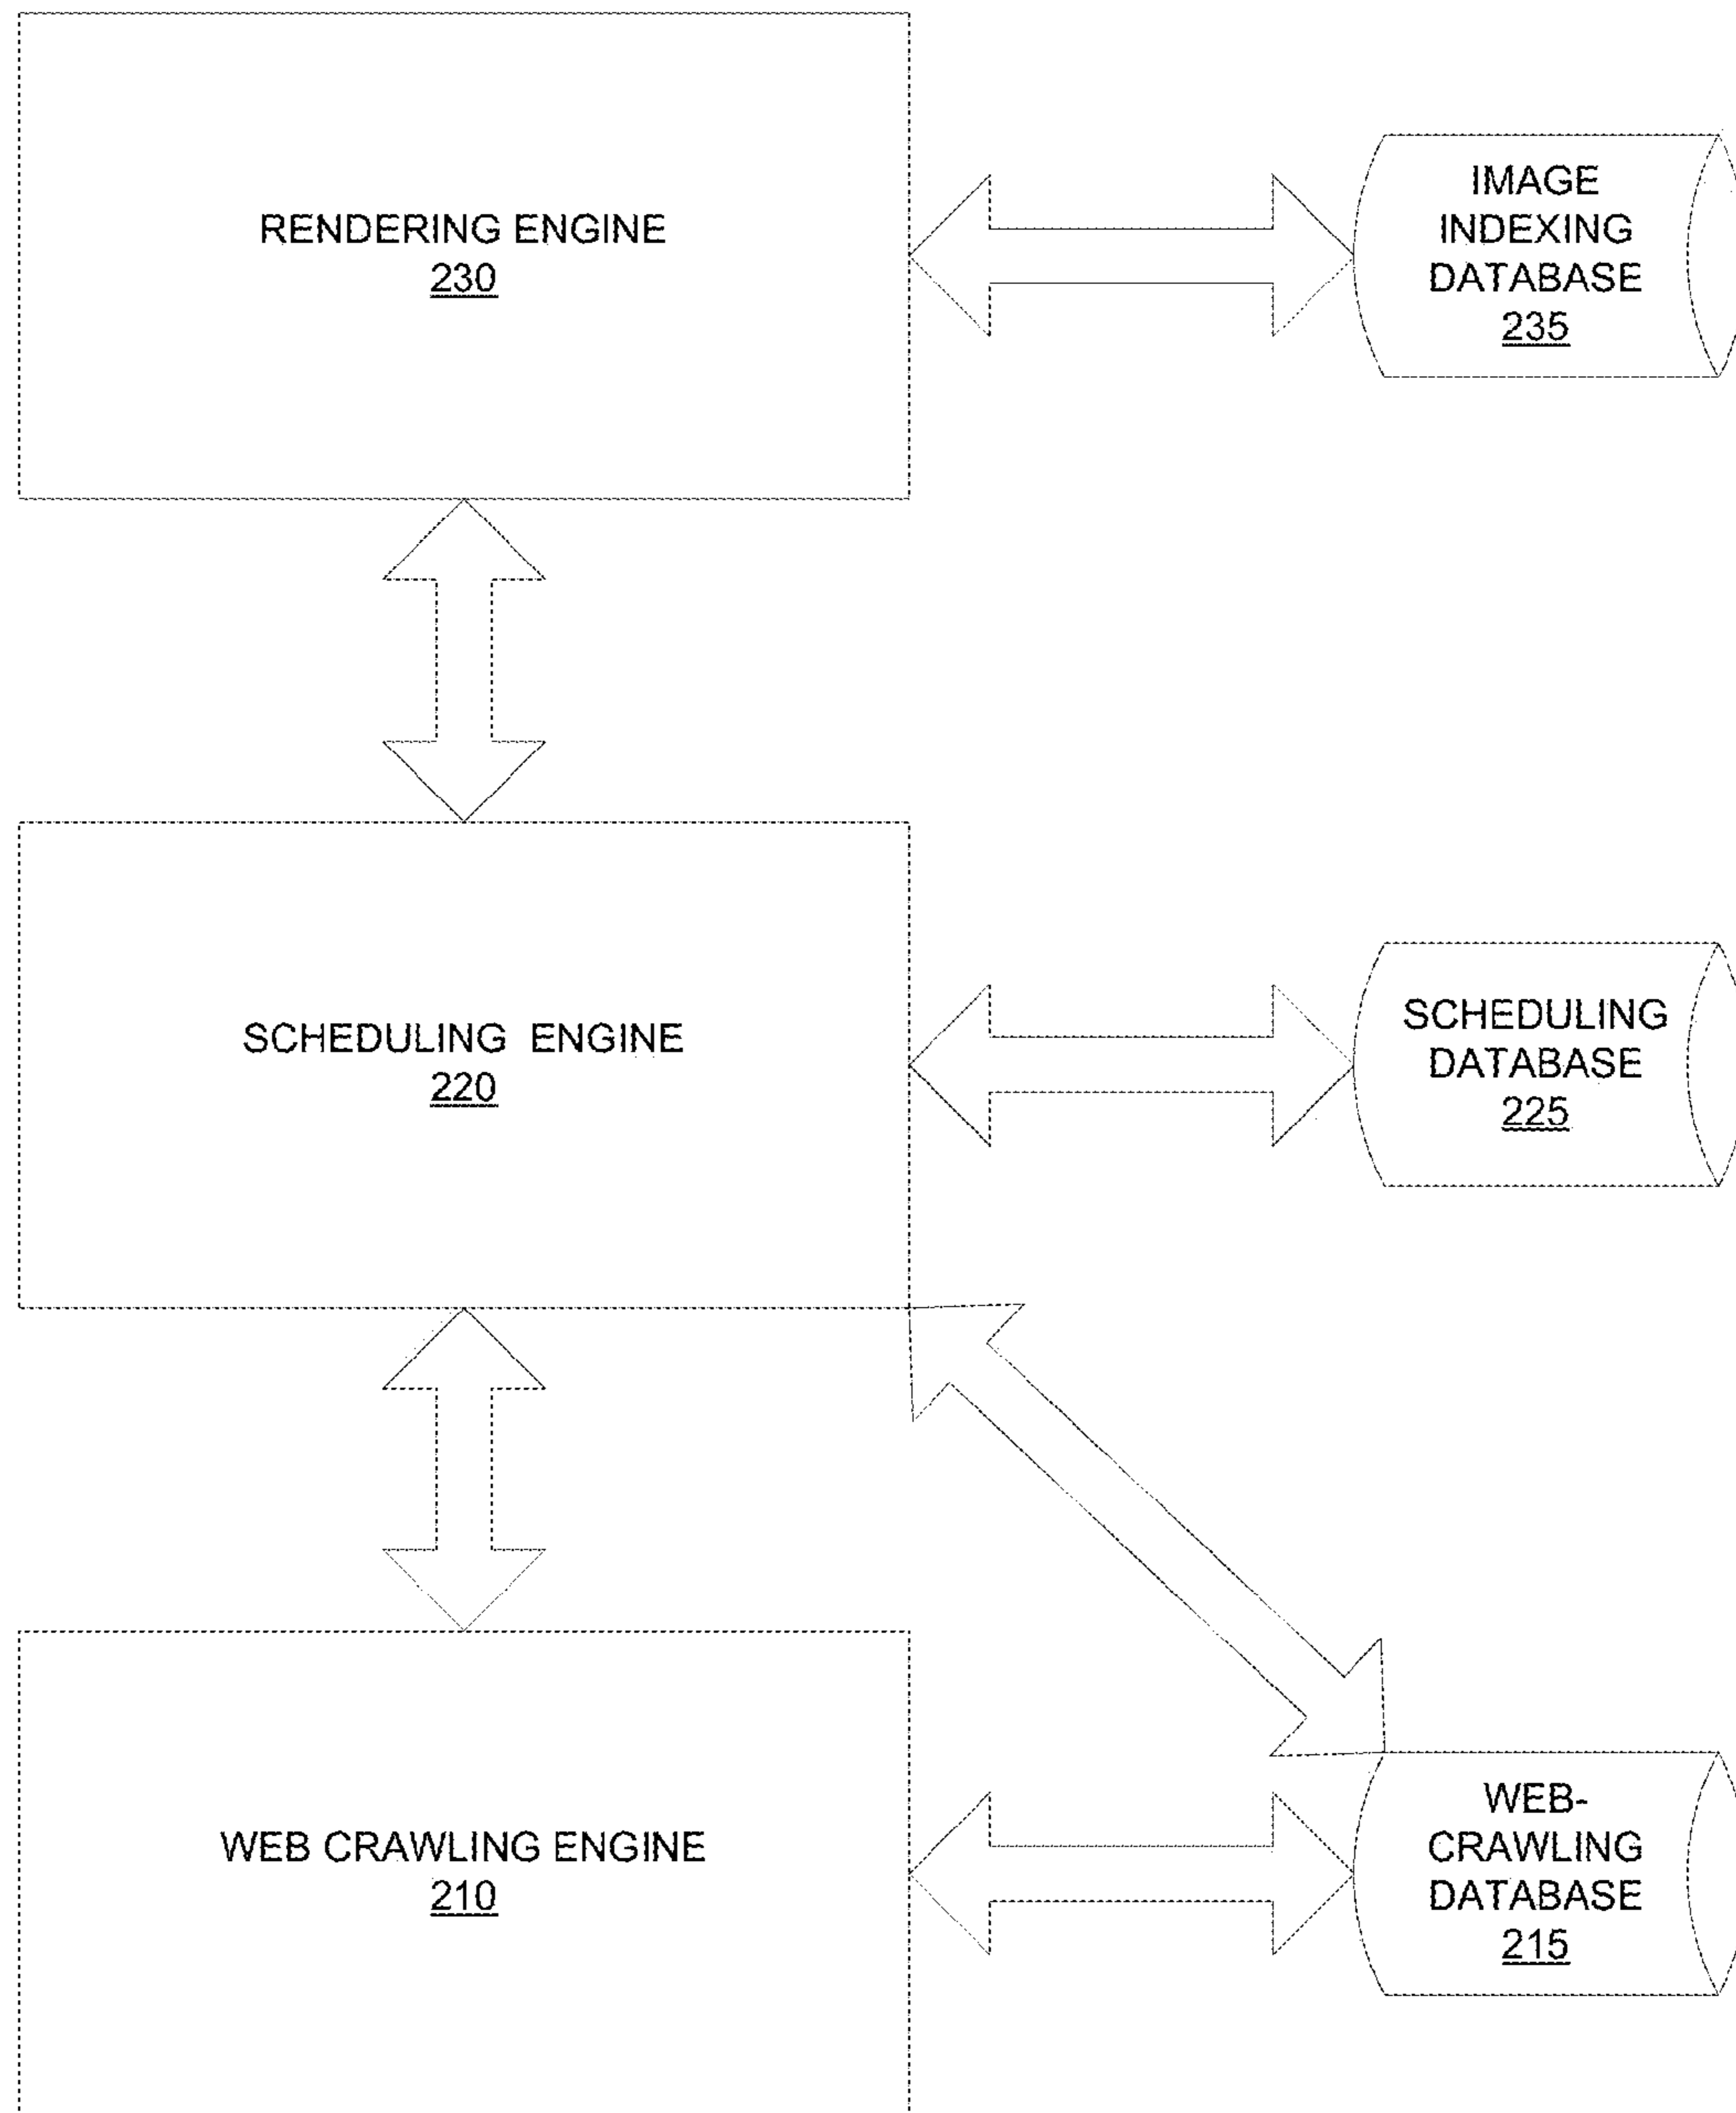 RENDERING ENGINE
230
IMAGE
INDEXING
DATABASE
235
SCHEDULING ENGINE
220
SCHEDULING
DATABASE
225
WEB CRAWLING ENGINE
210
WEB-
CRAWLING
DATABASE
215